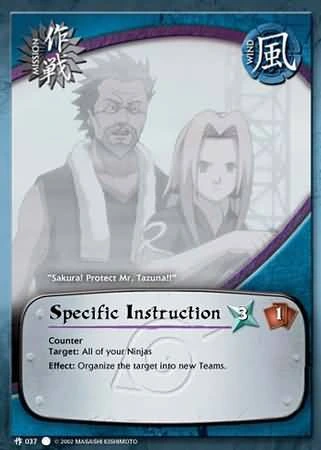 作戦
MISSION
風
WIND
"Sakura! Protect Mr. Tazuna!!"
Specific Instruction 3 1
Counter
Target: All of your Ninjas
Effect: Organize the target into new Teams.
作 037 © 2002 MASASHI KISHIMOTO